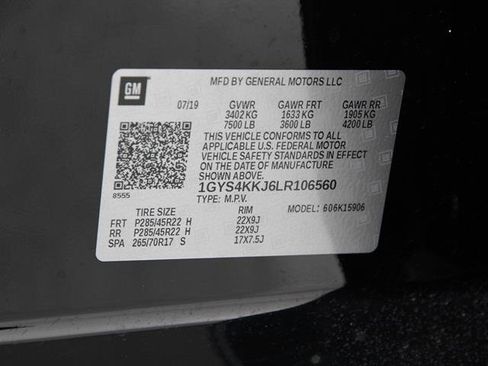 GM
MFD BY GENERAL MOTORS LLC
07/19 GVWR GAWR FRT GAWR RR
3402 KG 1633 KG 1905 KG
7500 LB 3600 LB 4200 LB
THIS VEHICLE CONFORMS TO ALL
APPLICABLE U.S. FEDERAL MOTOR
VEHICLE SAFETY STANDARDS IN EFFECT
ON THE DATE OF MANUFACTURE
SHOWN ABOVE.
1GYS4KKJ6LR106560
8555
TYPE: M.P.V. MODEL: 606K15906
TIRE SIZE RIM
FRT P285/45R22 H 22X9J
RR P285/45R22 H 22X9J
SPA 265/70R17 S 17X7.5J